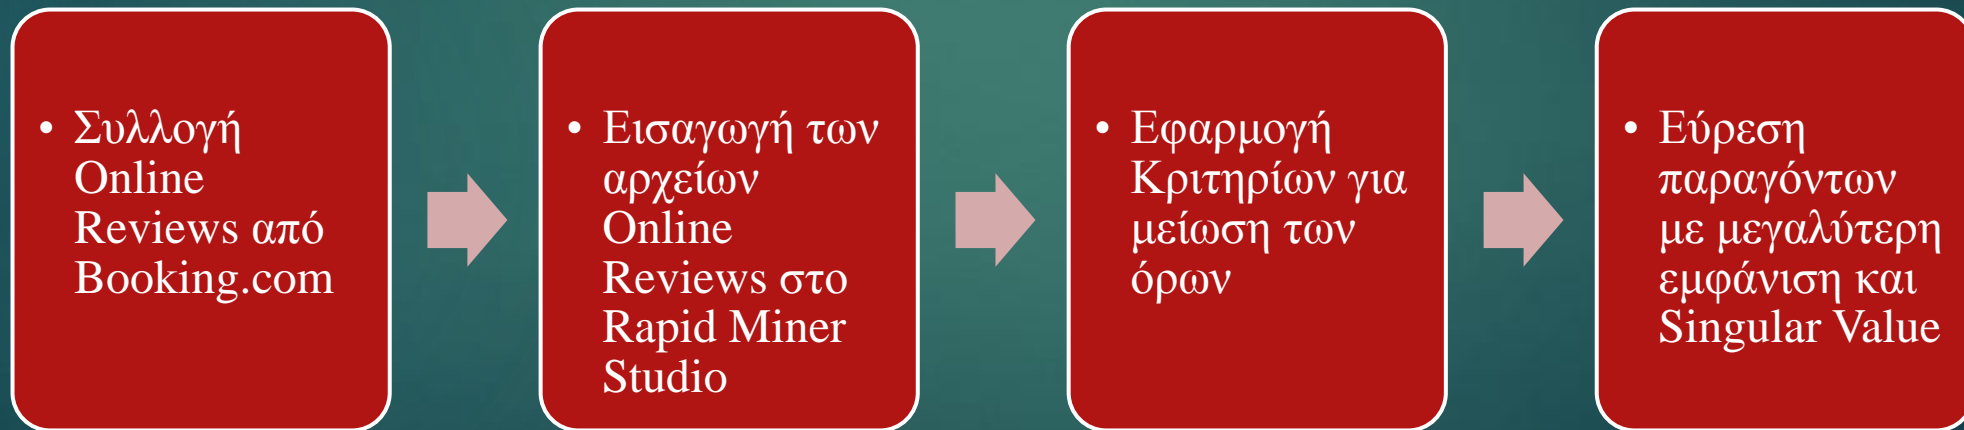 • Συλλογή
Online
Reviews από
Booking.com
• Εισαγωγή των
αρχείων
Online
Reviews στο
Rapid Miner
Studio
• Εφαρμογή
Κριτηρίων για
μείωση των
όρων
• Εύρεση
παραγόντων
με μεγαλύτερη
εμφάνιση και
Singular Value